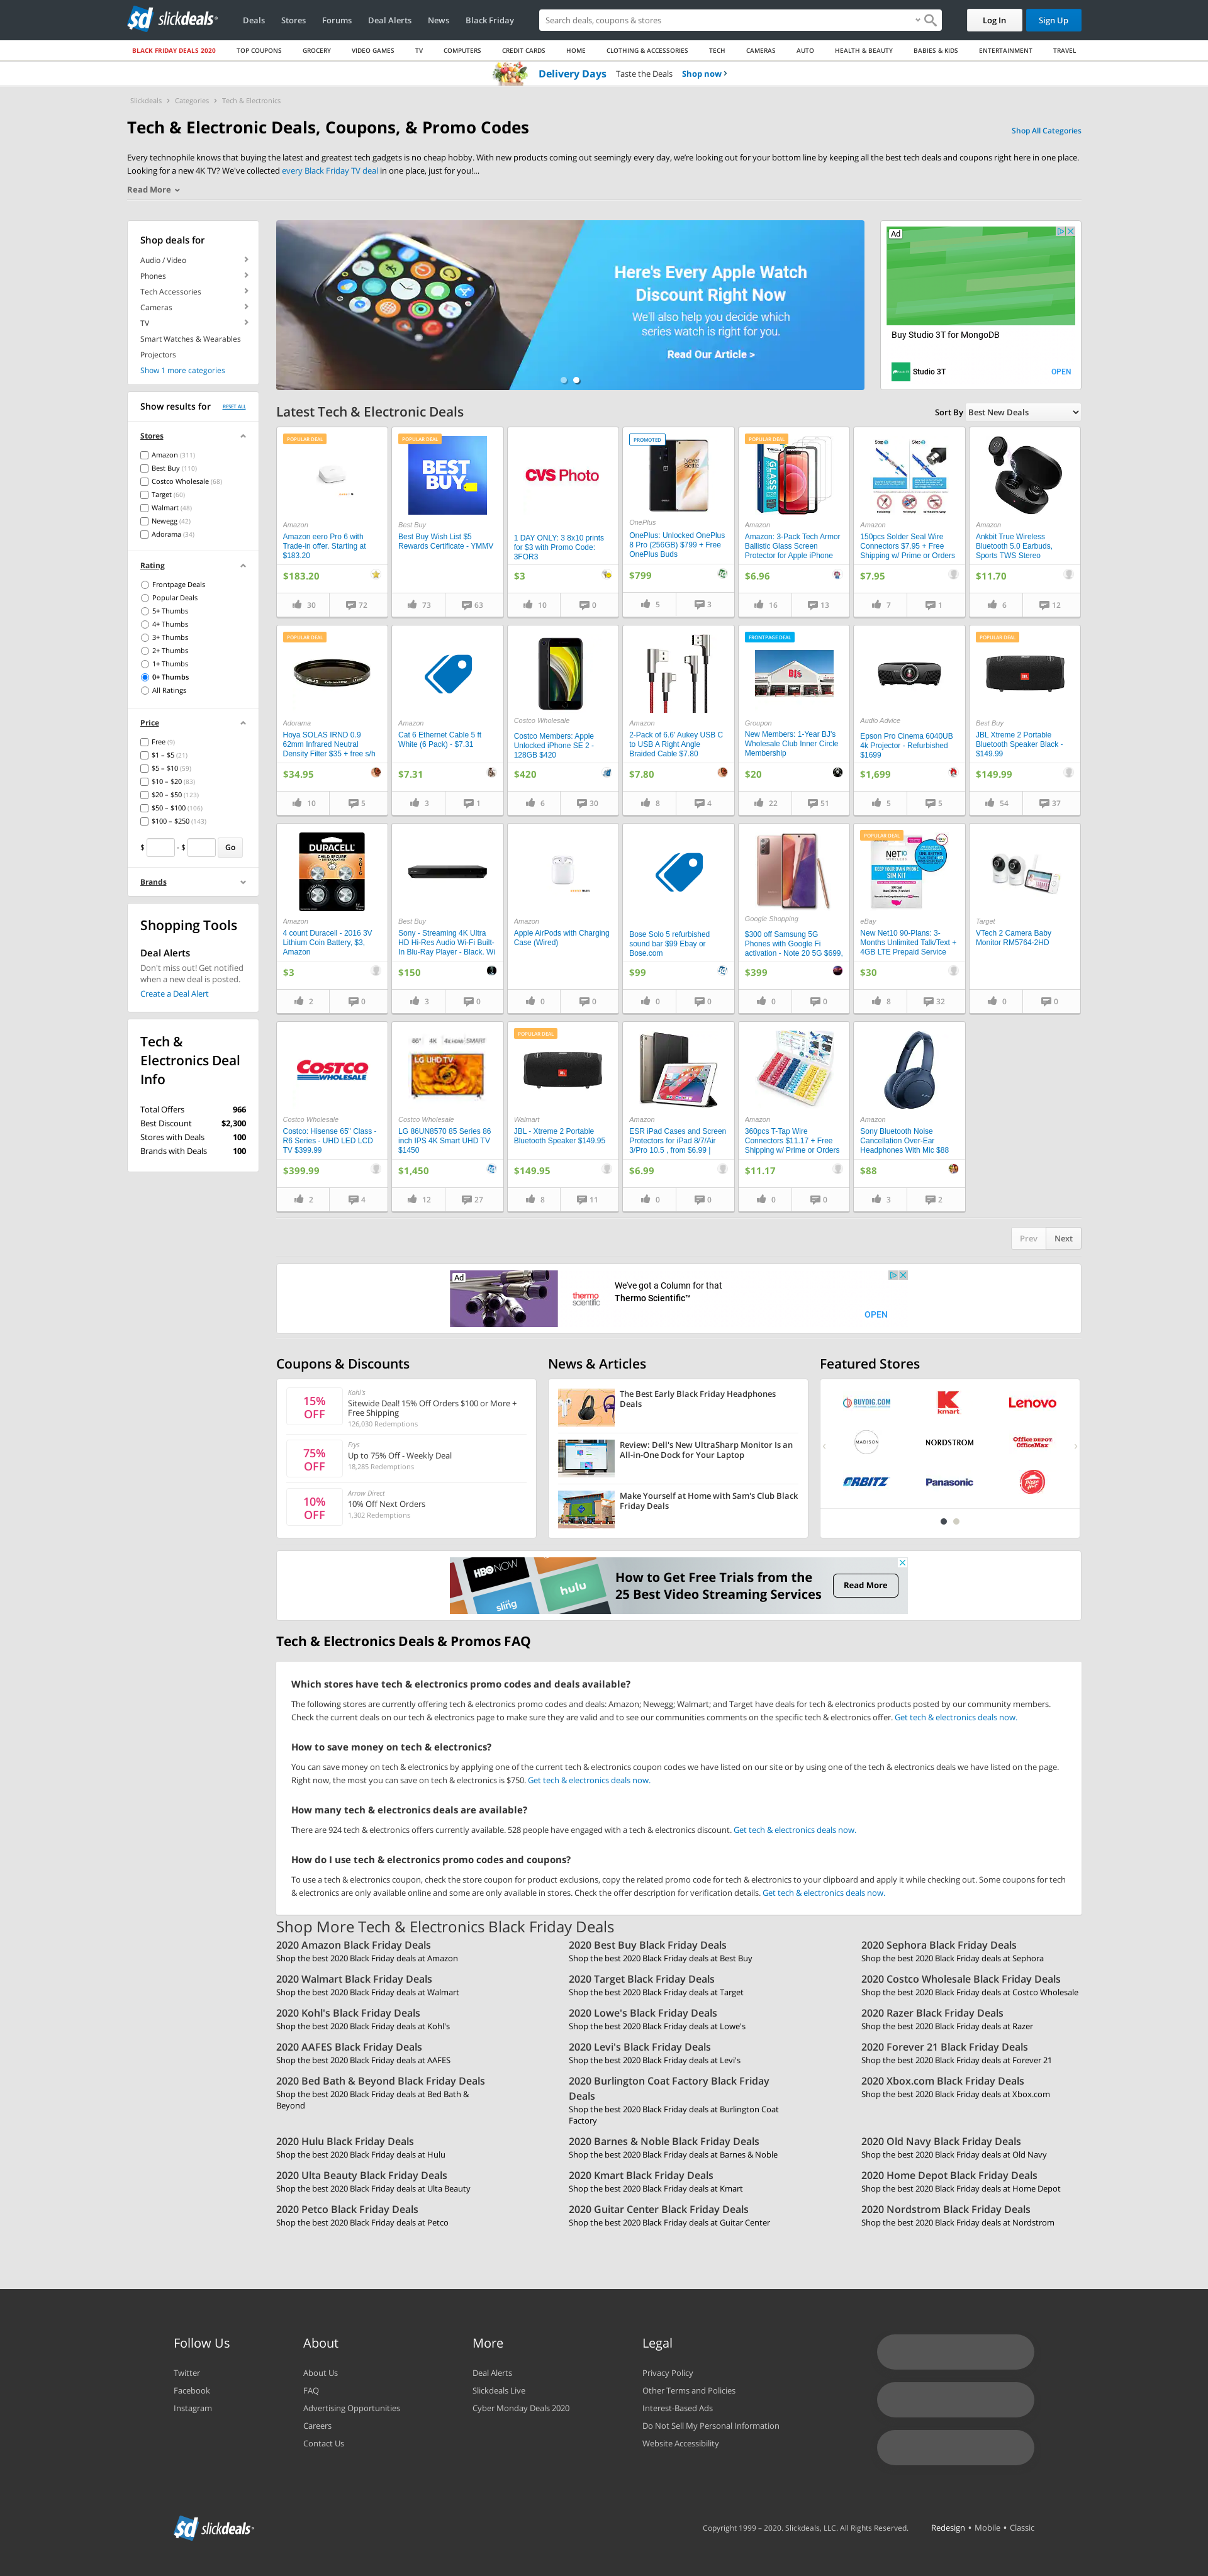 slickdeals
Deals
Stores
Forums
Deal Alerts
News
Black Friday
Search deals, coupons & stores
Log In
Sign Up
BLACK FRIDAY DEALS 2020
TOP COUPONS
GROCERY
VIDEO GAMES
TV
COMPUTERS
CREDIT CARDS
HOME
CLOTHING & ACCESSORIES
TECH
CAMERAS
AUTO
HEALTH & BEAUTY
BABIES & KIDS
ENTERTAINMENT
TRAVEL
Delivery Days Taste the Deals Shop now ›
Slickdeals › Categories › Tech & Electronics
Tech & Electronic Deals, Coupons, & Promo Codes
Shop All Categories
Every technophile knows that buying the latest and greatest tech gadgets is no cheap hobby. With new products coming out seemingly every day, we're looking out for your bottom line by keeping all the best tech deals and coupons right here in one place.
Looking for a new 4K TV? We've collected every Black Friday TV deal in one place, just for you!...
Read More
Shop deals for
Audio / Video
Phones
Tech Accessories
Cameras
TV
Smart Watches & Wearables
Projectors
Show 1 more categories
Show results for RESET ALL
Stores
Amazon (311)
Best Buy (110)
Costco Wholesale (68)
Target (60)
Walmart (48)
Newegg (42)
Adorama (34)
Rating
Frontpage Deals
Popular Deals
5+ Thumbs
4+ Thumbs
3+ Thumbs
2+ Thumbs
1+ Thumbs
0+ Thumbs
All Ratings
Price
Free (9)
$1 – $5 (21)
$5 – $10 (59)
$10 – $20 (83)
$20 – $50 (123)
$50 – $100 (106)
$100 – $250 (143)
$ - $ Go
Brands
Shopping Tools
Deal Alerts
Don't miss out! Get notified
when a new deal is posted.
Create a Deal Alert
Tech &
Electronics Deal
Info
Total Offers 966
Best Discount $2,300
Stores with Deals 100
Brands with Deals 100
Here's Every Apple Watch
Discount Right Now
We'll also help you decide which
series watch is right for you.
Read Our Article >
Ad
Buy Studio 3T for MongoDB
Studio 3T
OPEN
Latest Tech & Electronic Deals
Sort By Best New Deals
POPULAR DEAL
Amazon
Amazon eero Pro 6 with
Trade-in offer. Starting at
$183.20
$183.20
30 72
POPULAR DEAL
BEST
BUY
Best Buy
Best Buy Wish List $5
Rewards Certificate - YMMV
73 63
CVS Photo
1 DAY ONLY: 3 8x10 prints
for $3 with Promo Code:
3FOR3
$3
10 0
PROMOTED
OnePlus
OnePlus: Unlocked OnePlus
8 Pro (256GB) $799 + Free
OnePlus Buds
$799
5 3
POPULAR DEAL
GLASS
Amazon
Amazon: 3-Pack Tech Armor
Ballistic Glass Screen
Protector for Apple iPhone
$6.96
16 13
Amazon
150pcs Solder Seal Wire
Connectors $7.95 + Free
Shipping w/ Prime or Orders
$7.95
7 1
Amazon
Ankbit True Wireless
Bluetooth 5.0 Earbuds,
Sports TWS Stereo
$11.70
6 12
POPULAR DEAL
Adorama
Hoya SOLAS IRND 0.9
62mm Infrared Neutral
Density Filter $35 + free s/h
$34.95
10 5
Amazon
Cat 6 Ethernet Cable 5 ft
White (6 Pack) - $7.31
$7.31
3 1
Costco Wholesale
Costco Members: Apple
Unlocked iPhone SE 2 -
128GB $420
$420
6 30
Amazon
2-Pack of 6.6' Aukey USB C
to USB A Right Angle
Braided Cable $7.80
$7.80
8 4
FRONTPAGE DEAL
BJ's
Groupon
New Members: 1-Year BJ's
Wholesale Club Inner Circle
Membership
$20
22 51
Audio Advice
Epson Pro Cinema 6040UB
4k Projector - Refurbished
$1699
$1,699
5 5
POPULAR DEAL
JBL
Best Buy
JBL Xtreme 2 Portable
Bluetooth Speaker Black -
$149.99
$149.99
54 37
DURACELL
CHILD SECURE
2016
Amazon
4 count Duracell - 2016 3V
Lithium Coin Battery, $3,
Amazon
$3
2 0
Best Buy
Sony - Streaming 4K Ultra
HD Hi-Res Audio Wi-Fi Built-
In Blu-Ray Player - Black. Wi
$150
3 0
Amazon
Apple AirPods with Charging
Case (Wired)
0 0
Bose Solo 5 refurbished
sound bar $99 Ebay or
Bose.com
$99
0 0
Google Shopping
$300 off Samsung 5G
Phones with Google Fi
activation - Note 20 5G $699,
$399
0 0
POPULAR DEAL
NET10
SIM KIT
eBay
New Net10 90-Plans: 3-
Months Unlimited Talk/Text +
4GB LTE Prepaid Service
$30
8 32
Target
VTech 2 Camera Baby
Monitor RM5764-2HD
0 0
COSTCO
WHOLESALE
Costco Wholesale
Costco: Hisense 65" Class -
R6 Series - UHD LED LCD
TV $399.99
$399.99
2 4
86" 4K 4K HDR SMART
LG UHD TV
Costco Wholesale
LG 86UN8570 85 Series 86
inch IPS 4K Smart UHD TV
$1450
$1,450
12 27
POPULAR DEAL
JBL
Walmart
JBL - Xtreme 2 Portable
Bluetooth Speaker $149.95
$149.95
8 11
Amazon
ESR iPad Cases and Screen
Protectors for iPad 8/7/Air
3/Pro 10.5 , from $6.99 |
$6.99
0 0
Amazon
360pcs T-Tap Wire
Connectors $11.17 + Free
Shipping w/ Prime or Orders
$11.17
0 0
Amazon
Sony Bluetooth Noise
Cancellation Over-Ear
Headphones With Mic $88
$88
3 2
Prev Next
Ad
thermo
scientific
We've got a Column for that
Thermo Scientific™
OPEN
Coupons & Discounts
15%
OFF
Kohl's
Sitewide Deal! 15% Off Orders $100 or More +
Free Shipping
126,030 Redemptions
75%
OFF
Frys
Up to 75% Off - Weekly Deal
18,285 Redemptions
10%
OFF
Arrow Direct
10% Off Next Orders
1,302 Redemptions
News & Articles
The Best Early Black Friday Headphones
Deals
Review: Dell's New UltraSharp Monitor Is an
All-in-One Dock for Your Laptop
Make Yourself at Home with Sam's Club Black
Friday Deals
Featured Stores
BUYDIG.COM
kmart
Lenovo
MADISON
NORDSTROM
Office DEPOT
OfficeMax
ORBITZ
Panasonic
Pizza Hut
HBO NOW
hulu
sling
How to Get Free Trials from the
25 Best Video Streaming Services
Read More
Tech & Electronics Deals & Promos FAQ
Which stores have tech & electronics promo codes and deals available?
The following stores are currently offering tech & electronics promo codes and deals: Amazon; Newegg; Walmart; and Target have deals for tech & electronics products posted by our community members.
Check the current deals on our tech & electronics page to make sure they are valid and to see our communities comments on the specific tech & electronics offer. Get tech & electronics deals now.
How to save money on tech & electronics?
You can save money on tech & electronics by applying one of the current tech & electronics coupon codes we have listed on our site or by using one of the tech & electronics deals we have listed on the page.
Right now, the most you can save on tech & electronics is $750. Get tech & electronics deals now.
How many tech & electronics deals are available?
There are 924 tech & electronics offers currently available. 528 people have engaged with a tech & electronics discount. Get tech & electronics deals now.
How do I use tech & electronics promo codes and coupons?
To use a tech & electronics coupon, check the store coupon for product exclusions, copy the related promo code for tech & electronics to your clipboard and apply it while checking out. Some coupons for tech
& electronics are only available online and some are only available in stores. Check the offer description for verification details. Get tech & electronics deals now.
Shop More Tech & Electronics Black Friday Deals
2020 Amazon Black Friday Deals
Shop the best 2020 Black Friday deals at Amazon
2020 Best Buy Black Friday Deals
Shop the best 2020 Black Friday deals at Best Buy
2020 Sephora Black Friday Deals
Shop the best 2020 Black Friday deals at Sephora
2020 Walmart Black Friday Deals
Shop the best 2020 Black Friday deals at Walmart
2020 Target Black Friday Deals
Shop the best 2020 Black Friday deals at Target
2020 Costco Wholesale Black Friday Deals
Shop the best 2020 Black Friday deals at Costco Wholesale
2020 Kohl's Black Friday Deals
Shop the best 2020 Black Friday deals at Kohl's
2020 Lowe's Black Friday Deals
Shop the best 2020 Black Friday deals at Lowe's
2020 Razer Black Friday Deals
Shop the best 2020 Black Friday deals at Razer
2020 AAFES Black Friday Deals
Shop the best 2020 Black Friday deals at AAFES
2020 Levi's Black Friday Deals
Shop the best 2020 Black Friday deals at Levi's
2020 Forever 21 Black Friday Deals
Shop the best 2020 Black Friday deals at Forever 21
2020 Bed Bath & Beyond Black Friday Deals
Shop the best 2020 Black Friday deals at Bed Bath &
Beyond
2020 Burlington Coat Factory Black Friday
Deals
Shop the best 2020 Black Friday deals at Burlington Coat
Factory
2020 Xbox.com Black Friday Deals
Shop the best 2020 Black Friday deals at Xbox.com
2020 Hulu Black Friday Deals
Shop the best 2020 Black Friday deals at Hulu
2020 Barnes & Noble Black Friday Deals
Shop the best 2020 Black Friday deals at Barnes & Noble
2020 Old Navy Black Friday Deals
Shop the best 2020 Black Friday deals at Old Navy
2020 Ulta Beauty Black Friday Deals
Shop the best 2020 Black Friday deals at Ulta Beauty
2020 Kmart Black Friday Deals
Shop the best 2020 Black Friday deals at Kmart
2020 Home Depot Black Friday Deals
Shop the best 2020 Black Friday deals at Home Depot
2020 Petco Black Friday Deals
Shop the best 2020 Black Friday deals at Petco
2020 Guitar Center Black Friday Deals
Shop the best 2020 Black Friday deals at Guitar Center
2020 Nordstrom Black Friday Deals
Shop the best 2020 Black Friday deals at Nordstrom
Follow Us
Twitter
Facebook
Instagram
About
About Us
FAQ
Advertising Opportunities
Careers
Contact Us
More
Deal Alerts
Slickdeals Live
Cyber Monday Deals 2020
Legal
Privacy Policy
Other Terms and Policies
Interest-Based Ads
Do Not Sell My Personal Information
Website Accessibility
slickdeals
Copyright 1999 – 2020. Slickdeals, LLC. All Rights Reserved.
Redesign • Mobile • Classic